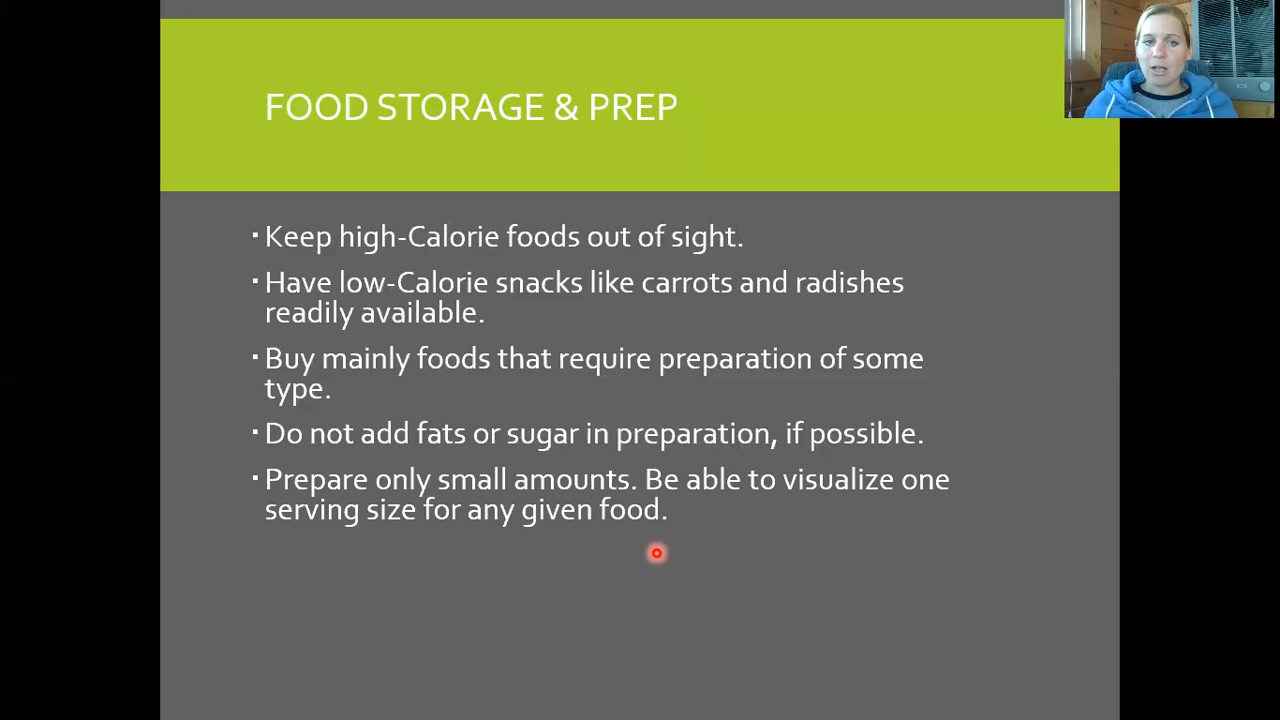 FOOD STORAGE & PREP
Keep high-Calorie foods out of sight.
Have low-Calorie snacks like carrots and radishes
readily available.
Buy mainly foods that require preparation of some
type.
Do not add fats or sugar in preparation, if possible.
Prepare only small amounts. Be able to visualize one
serving size for any given food.